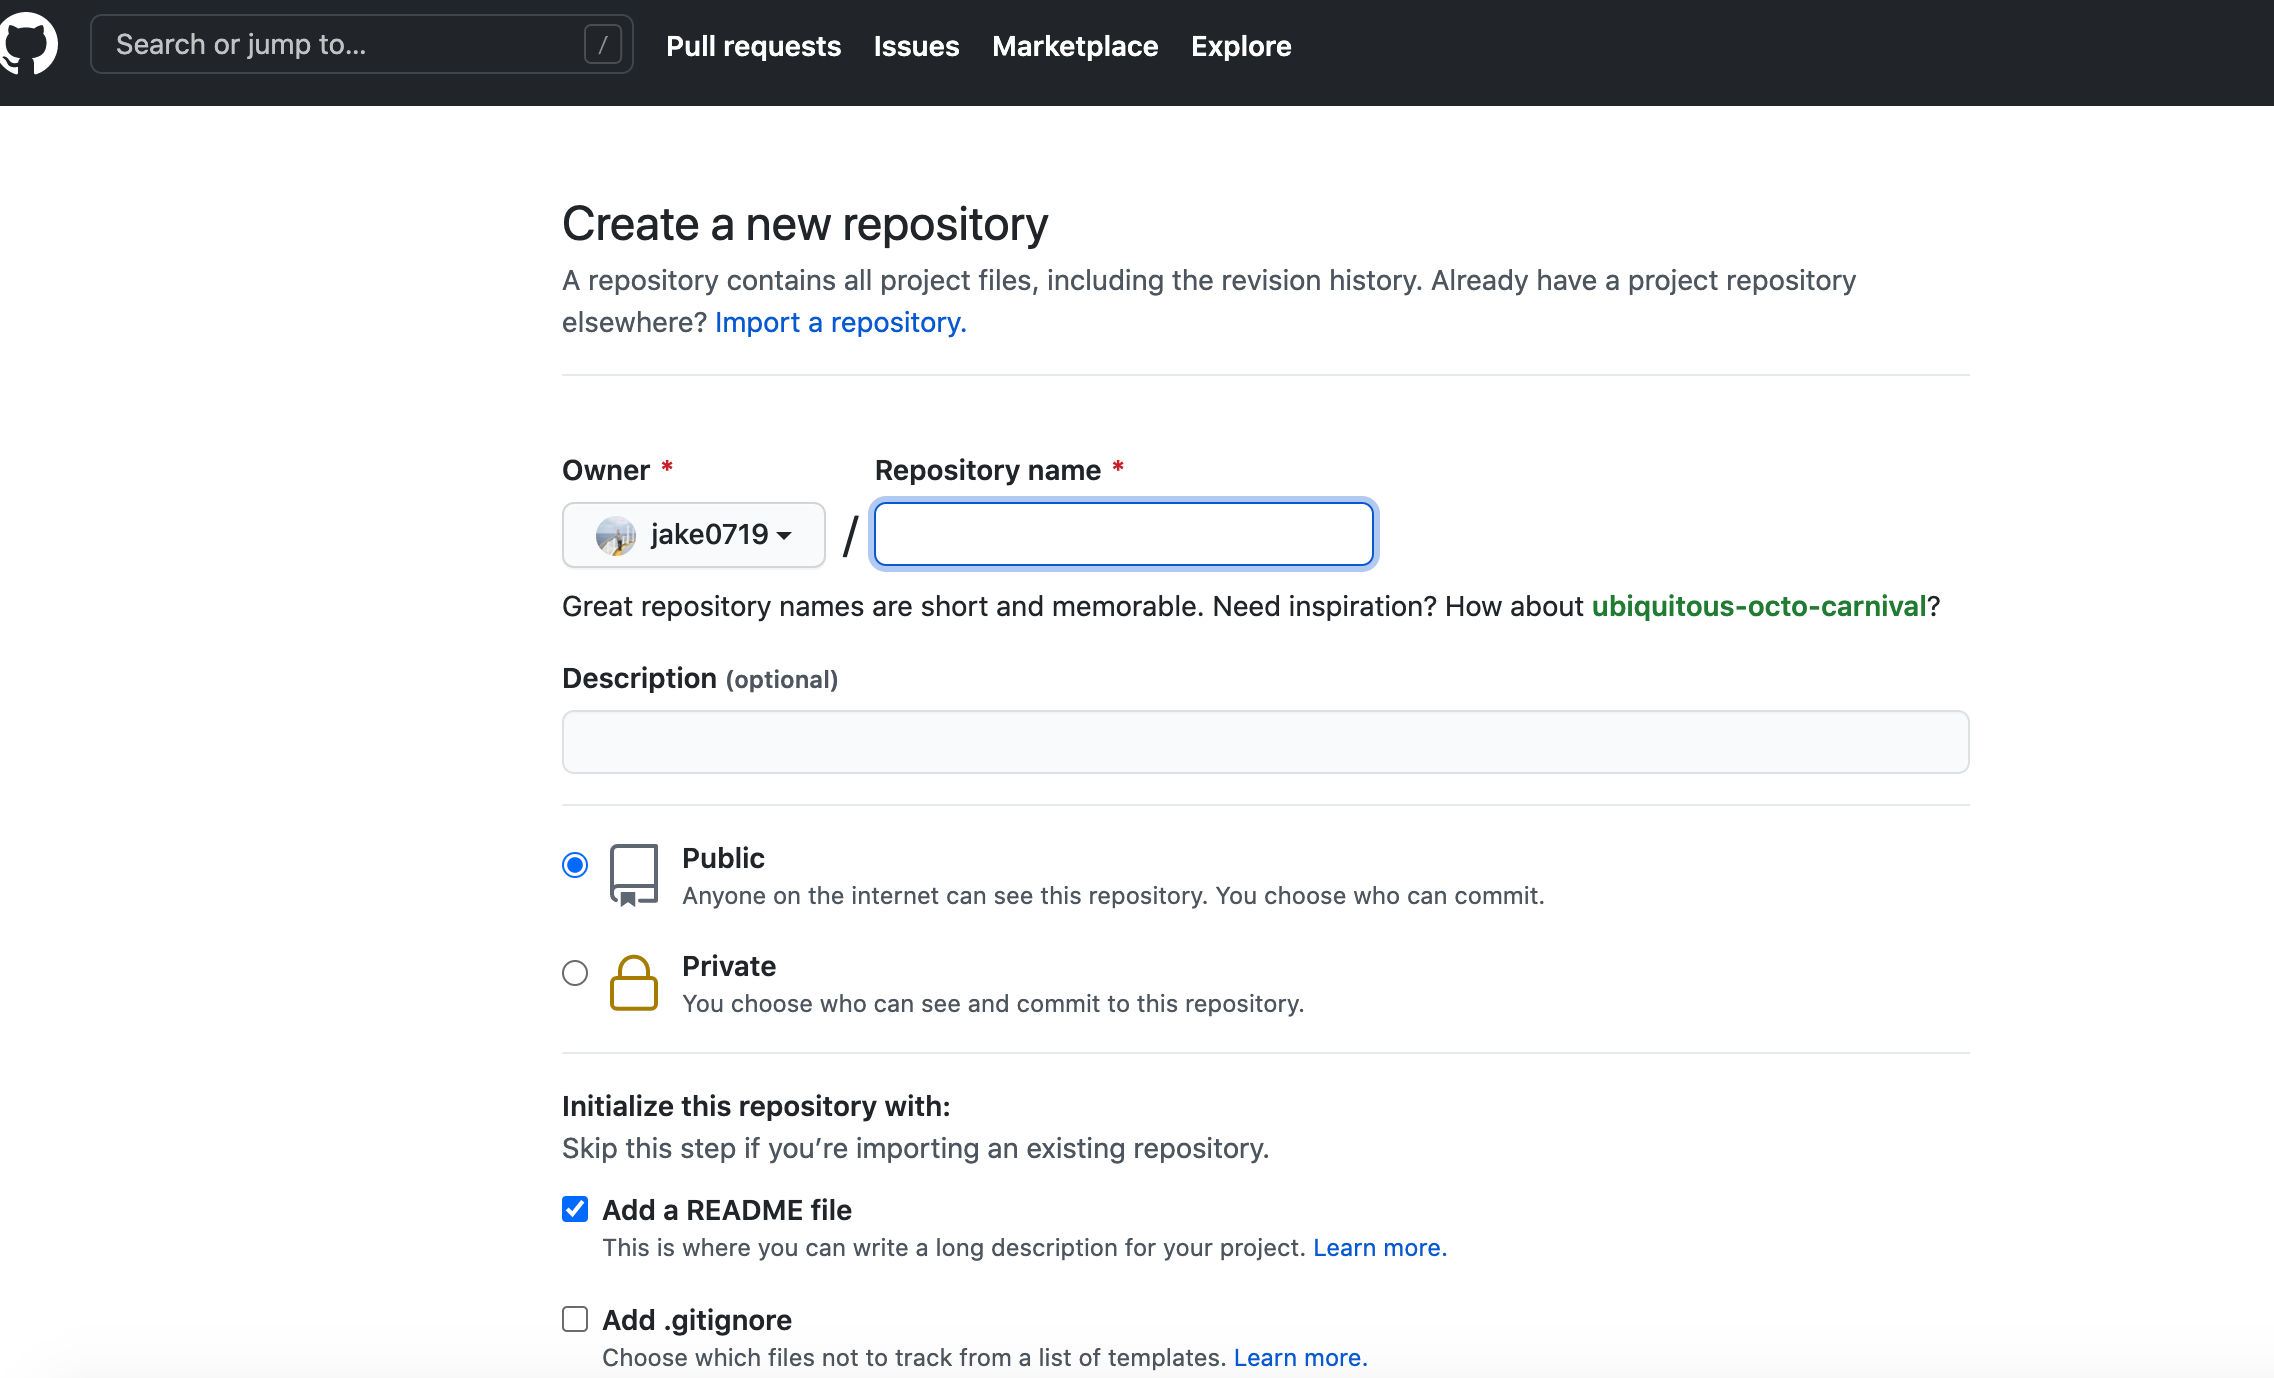 Search or jump to...
/
Pull requests
Issues
Marketplace
Explore
Create a new repository
A repository contains all project files, including the revision history. Already have a project repository
elsewhere? Import a repository.
Owner *
Repository name *
jake0719
/
Great repository names are short and memorable. Need inspiration? How about ubiquitous-octo-carnival?
Description (optional)
Public
Anyone on the internet can see this repository. You choose who can commit.
Private
You choose who can see and commit to this repository.
Initialize this repository with:
Skip this step if you’re importing an existing repository.
Add a README file
This is where you can write a long description for your project. Learn more.
Add .gitignore
Choose which files not to track from a list of templates. Learn more.